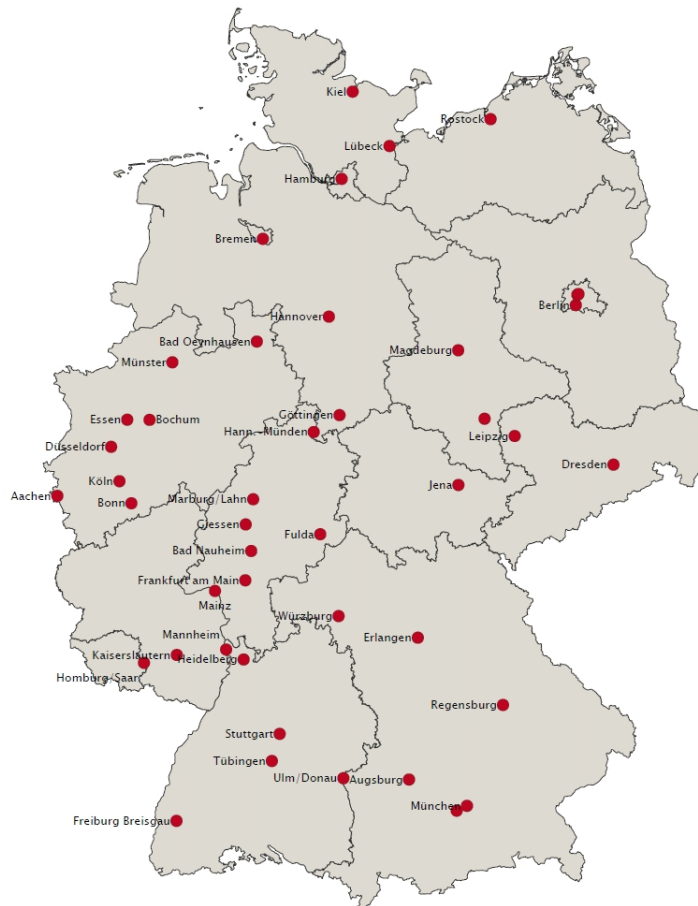 Kiel
Rostock
Lübeck
Hamburg
Bremen
Berlin
Hannover
Bad Oeynhausen
Magdeburg
Münster
Göttingen
Essen
Bochum
Hann.-Münden
Leipzig
Düsseldorf
Dresden
Köln
Jena
Aachen
Marburg/Lahn
Bonn
Giessen
Fulda
Bad Nauheim
Frankfurt am Main
Mainz
Würzburg
Mannheim
Erlangen
Kaiserslautern
Heidelberg
Homburg/Saar
Regensburg
Stuttgart
Tübingen
Ulm/Donau
Augsburg
München
Freiburg Breisgau